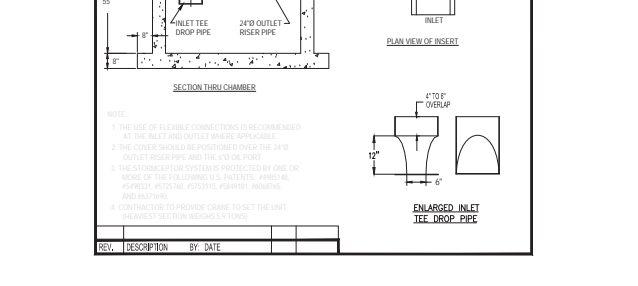 55
INLET TEE
DROP PIPE
24"Ø OUTLET
RISER PIPE
8"
8"
SECTION THRU CHAMBER
INLET
PLAN VIEW OF INSERT
NOTE
1. THE USE OF FLEXIBLE CONNECTIONS IS RECOMMENDED
AT THE INLET AND OUTLET WHERE APPLICABLE.
2. THE COVER SHOULD BE POSITIONED OVER THE 24"Ø
OUTLET RISER PIPE AND THE 6"Ø OIL PORT.
3. THE STORMCEPTOR SYSTEM IS PROTECTED BY ONE OR
MORE OF THE FOLLOWING U.S. PATENTS: #4985148,
#5498331, #5725760, #5753115, #5849181, #6068765,
AND #6371690.
4. CONTRACTOR TO PROVIDE CRANE TO SET THE UNIT
(HEAVIEST SECTION WEIGHS 5.9 TONS)
4" TO 8"
OVERLAP
12"
6"
ENLARGED INLET
TEE DROP PIPE
REV. DESCRIPTION BY: DATE